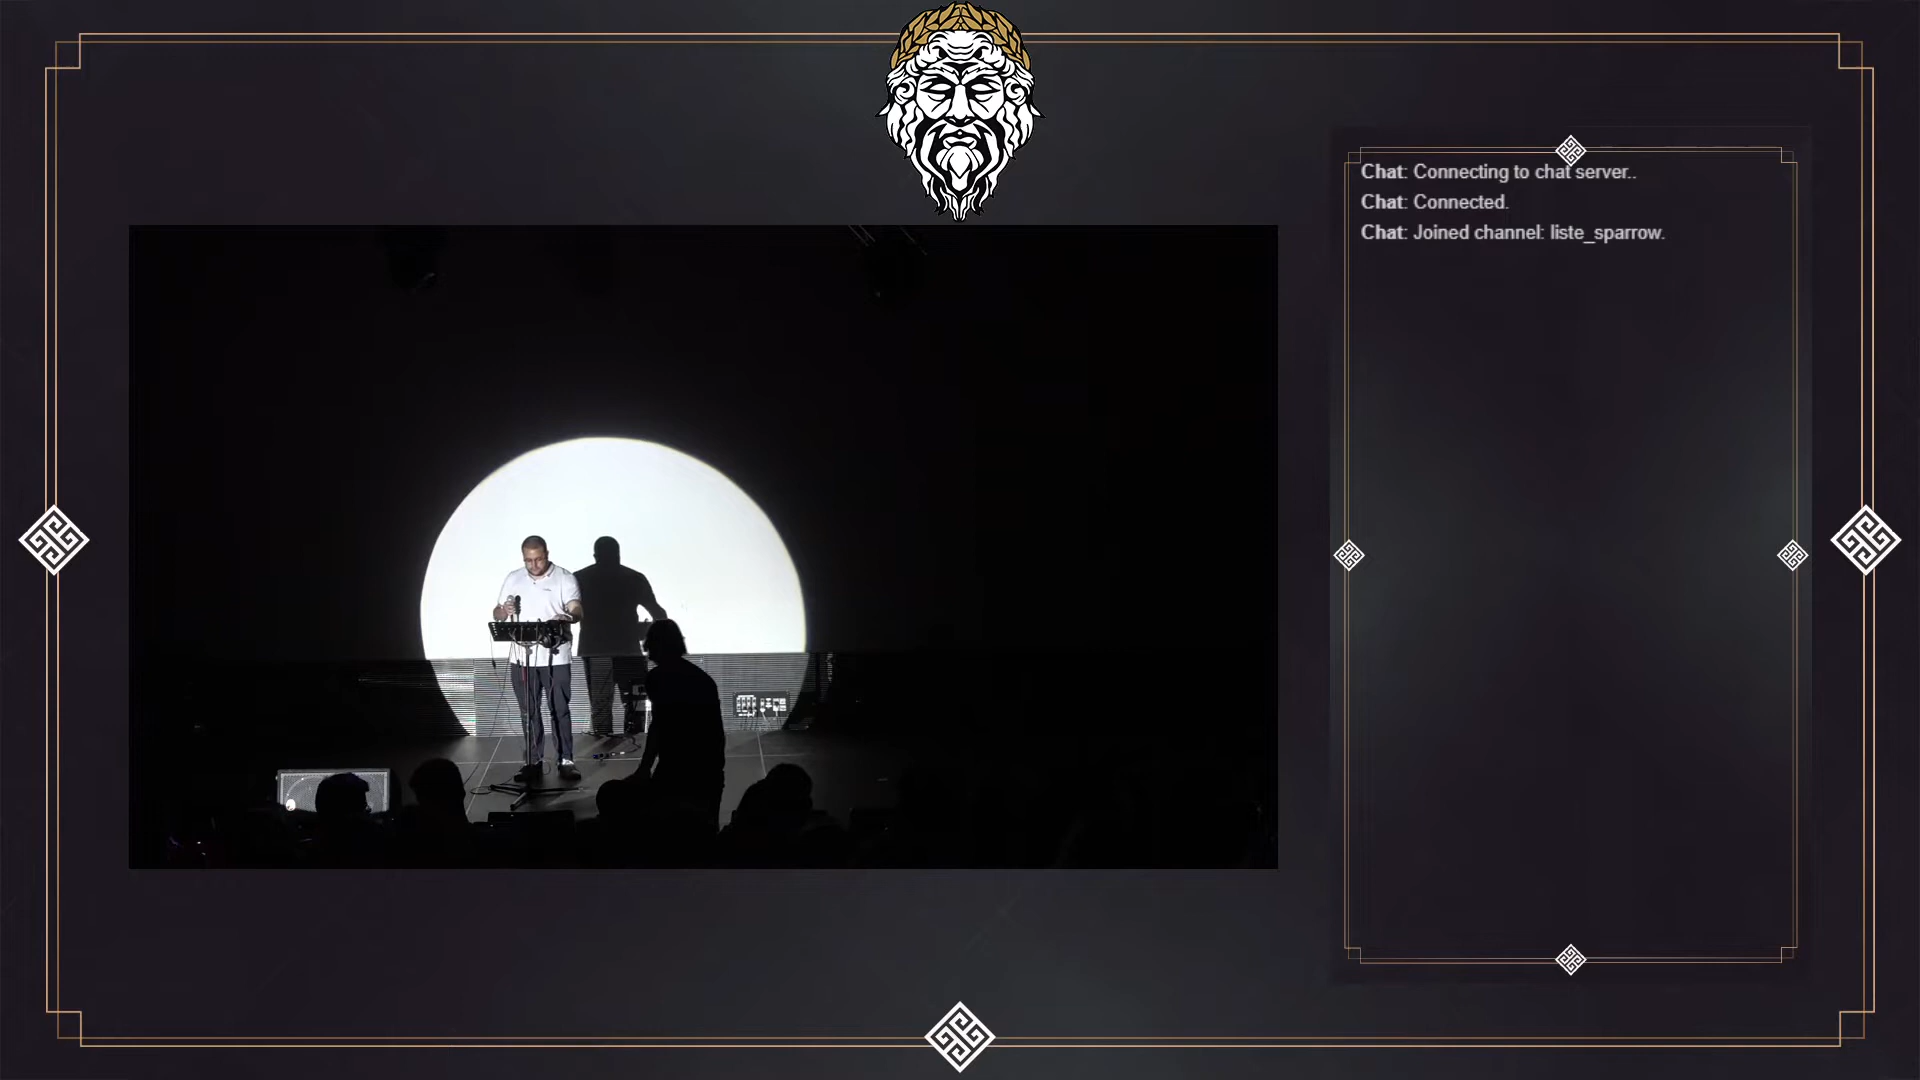 Chat: Connecting to chat server..
Chat: Connected.
Chat: Joined channel: liste_sparrow.